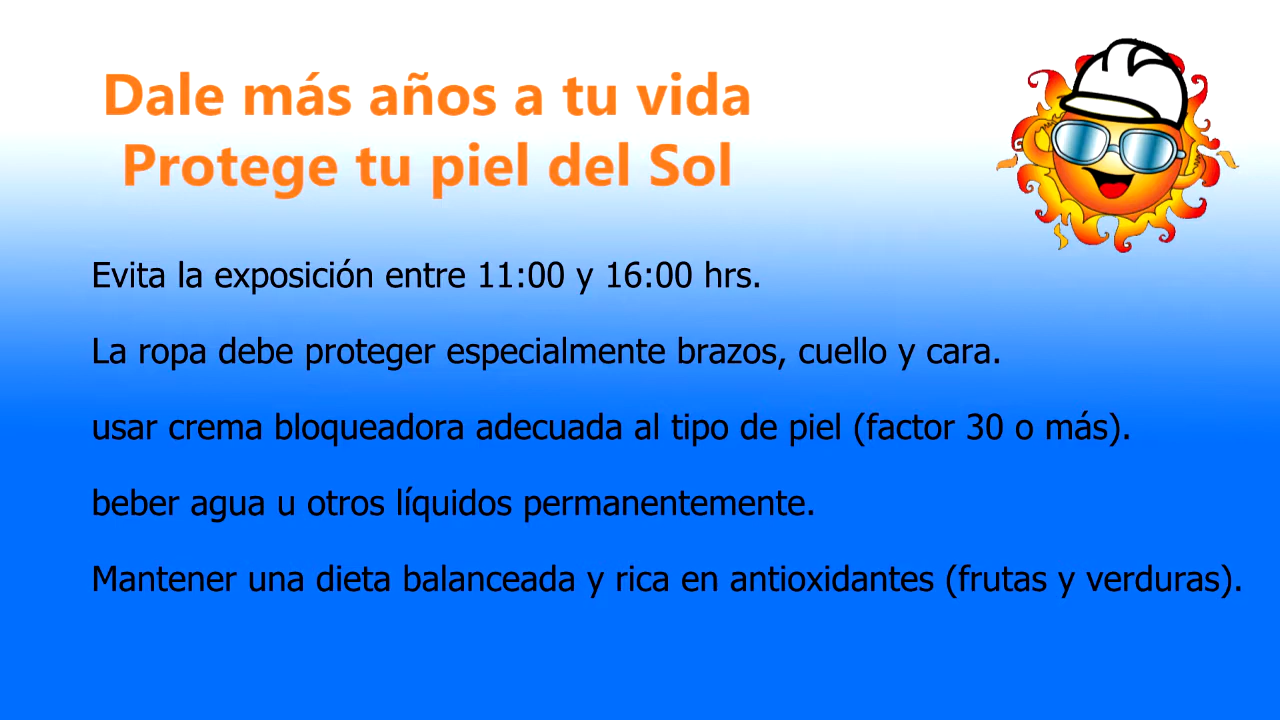 Dale más años a tu vida
Protege tu piel del Sol
Evita la exposición entre 11:00 y 16:00 hrs.
La ropa debe proteger especialmente brazos, cuello y cara.
usar crema bloqueadora adecuada al tipo de piel (factor 30 o más).
beber agua u otros líquidos permanentemente.
Mantener una dieta balanceada y rica en antioxidantes (frutas y verduras).